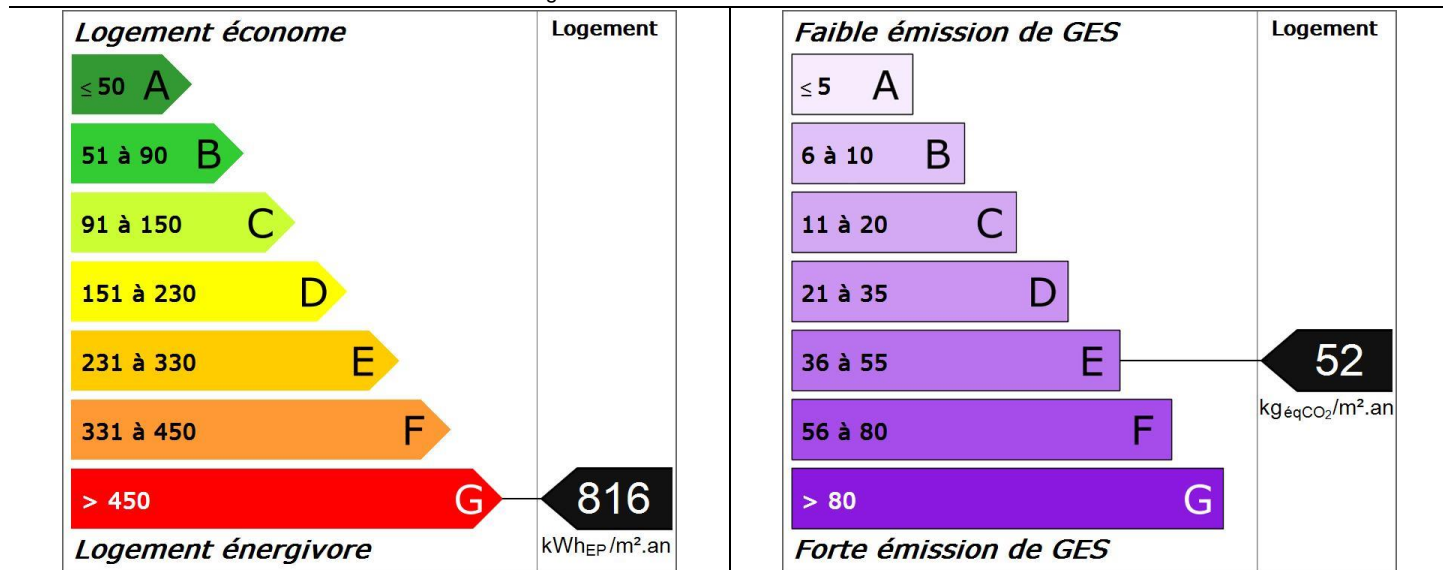 Logement économe
Logement
≤ 50 A
51 à 90 B
91 à 150 C
151 à 230 D
231 à 330 E
331 à 450 F
> 450 G
816
kWhEP/m².an
Logement énergivore
Faible émission de GES
Logement
≤ 5 A
6 à 10 B
11 à 20 C
21 à 35 D
36 à 55 E
52
kgéqCO₂/m².an
56 à 80 F
> 80 G
Forte émission de GES